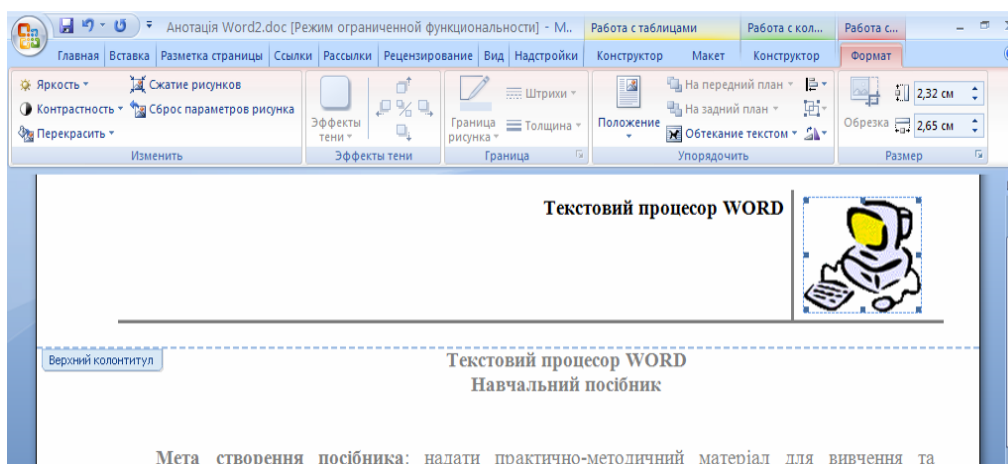 Анотація Word2.doc [Режим ограниченной функциональности] - M..
Работа с таблицами
Работа с кол...
Работа с...
Главная Вставка Разметка страницы Ссылки Рассылки Рецензирование Вид Надстройки Конструктор Макет Конструктор Формат
Яркость
Контрастность
Перекрасить
Сжатие рисунков
Сброс параметров рисунка
Изменить
Эффекты
тени
Эффекты тени
Граница
рисунка
Штрихи
Толщина
Граница
Положение
На передний план
На задний план
Обтекание текстом
Упорядочить
Обрезка
2,32 см
2,65 см
Размер
Текстовий процесор WORD
Верхний колонтитул
Текстовий процесор WORD
Навчальний посібник
Мета створення посібника: надати практично-методичний матеріал для вивчення та